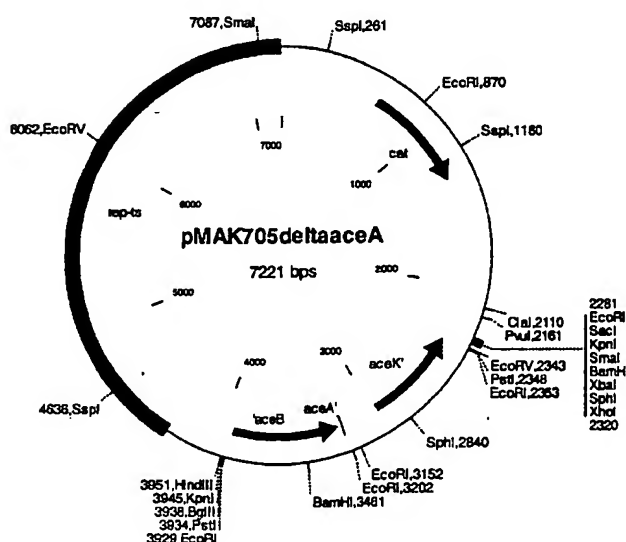 7087,SmaI
SspI,261
EcoRI,870
SspI,1160
6062,EcoRV
7000
cat
1000
rep-ts
6000
pMAK705deltaaceA
7221 bps
2000
5000
ClaI,2110
PvuI,2161
2281
EcoRI
SacI
KpnI
SmaI
BamH
XbaI
SphI
XhoI
2320
4000
3000
aceK'
EcoRV,2343
PstI,2348
EcoRI,2363
4636,SspI
'aceB
aceA'
SphI,2840
EcoRI,3152
EcoRI,3202
BamHI,3461
3951,HindIII
3945,KpnI
3938,BglII
3934,PstI
3929,EcoRI